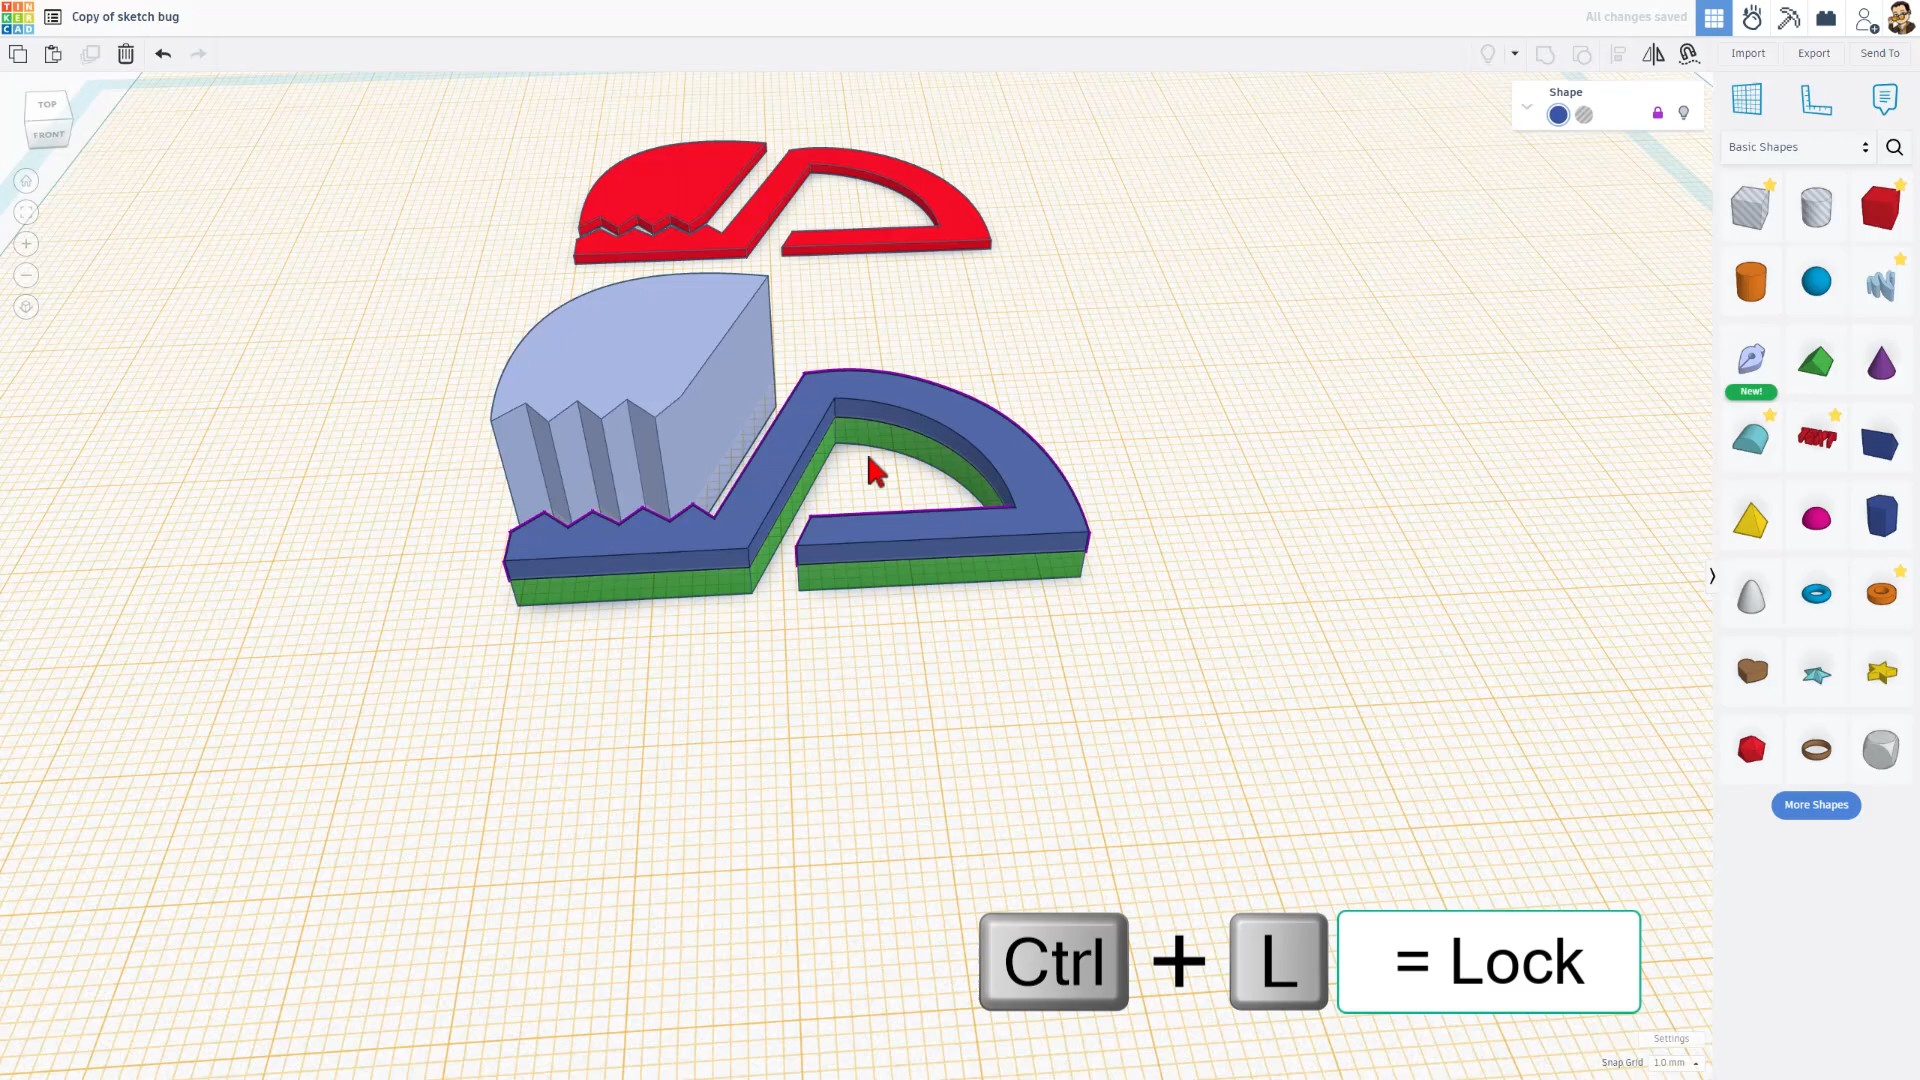 TIN
KER
CAD
Copy of sketch bug
All changes saved
Import
Export
Send To
TOP
FRONT
Shape
Basic Shapes
New!
TEXT
More Shapes
Ctrl + L = Lock
Settings
Snap Grid 1.0 mm